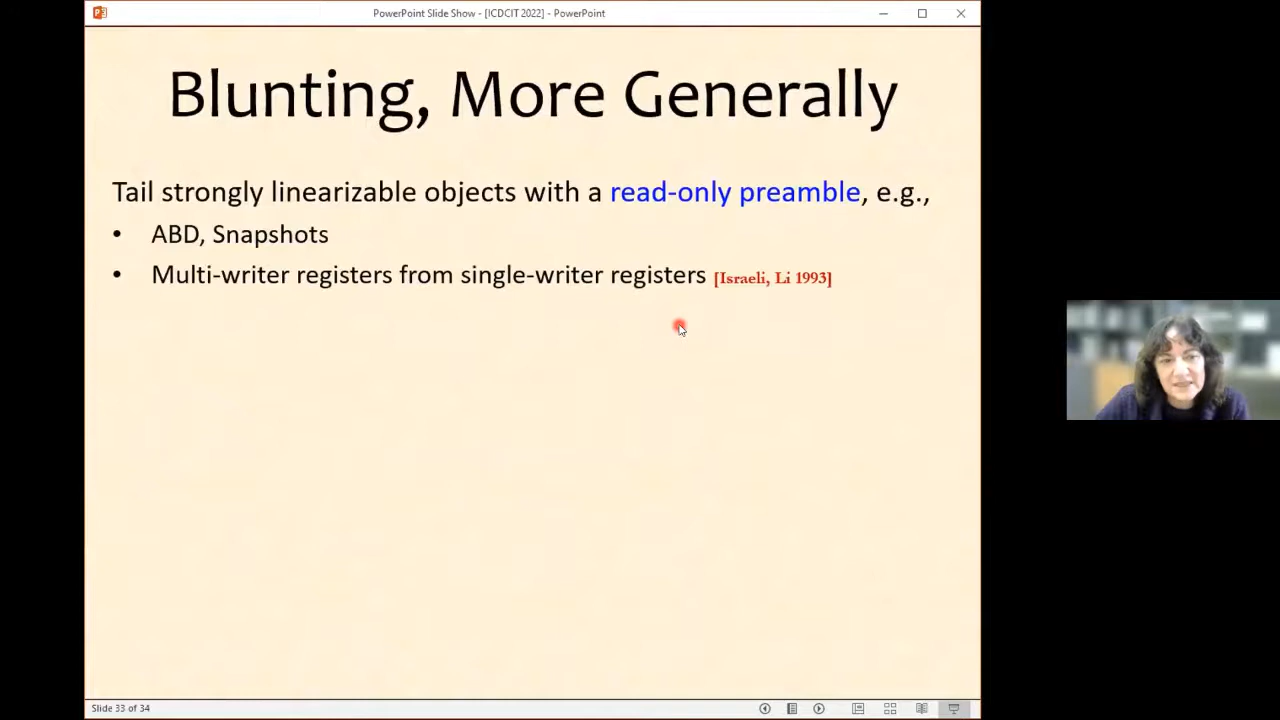 PowerPoint Slide Show - [ICDCIT 2022] - PowerPoint
Blunting, More Generally
Tail strongly linearizable objects with a read-only preamble, e.g.,
• ABD, Snapshots
• Multi-writer registers from single-writer registers [Israeli, Li 1993]
Slide 33 of 34